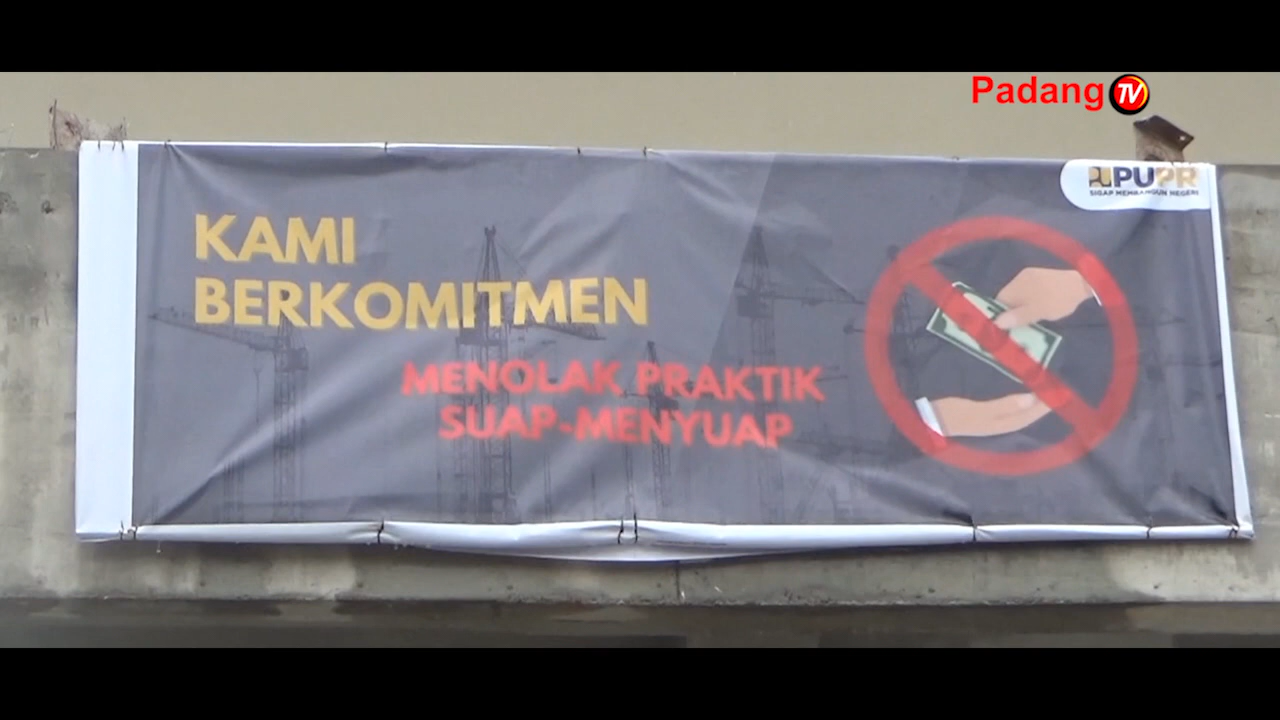 Padang TV
PUPR
SIGAP MEMBANGUN NEGERI
KAMI
BERKOMITMEN
MENOLAK PRAKTIK
SUAP-MENYUAP